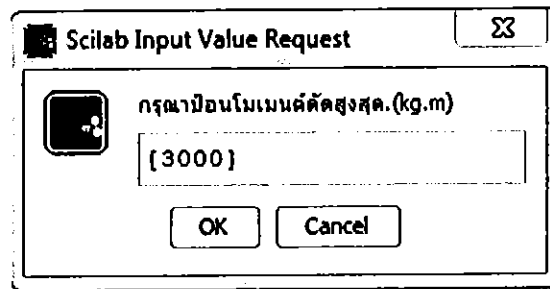 Scilab Input Value Request
กรุณาป้อนโมเมนต์ดัดสูงสุด.(kg.m)
[3000]
OK Cancel